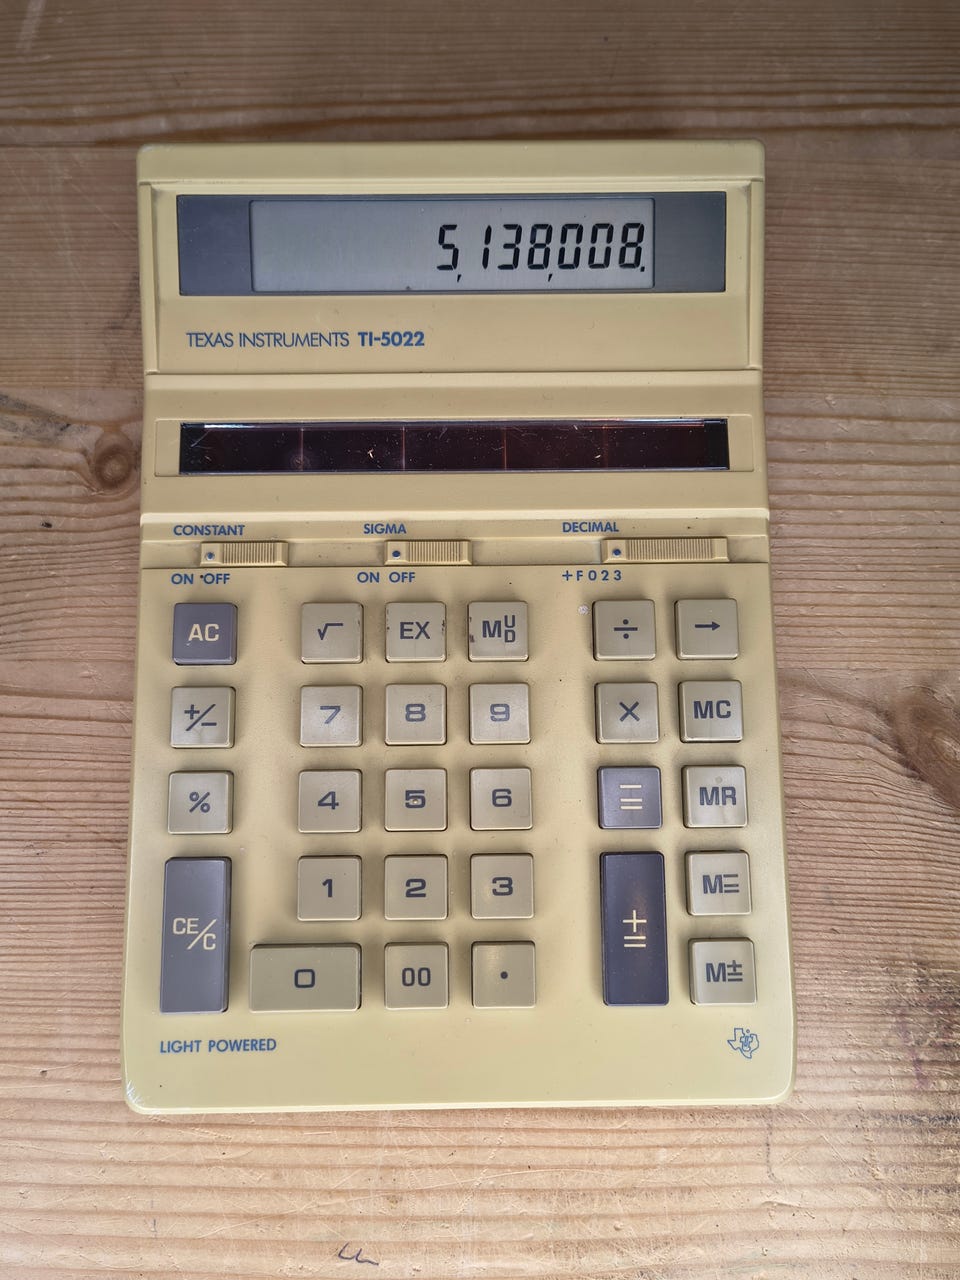 5,138,008.
TEXAS INSTRUMENTS TI-5022
CONSTANT SIGMA DECIMAL
ON OFF ON OFF +F023
AC √ EX MU/D ÷ →
+/− 7 8 9 × MC
% 4 5 6 − = MR
CE/C 1 2 3 + = M−=
0 00 . M±=
LIGHT POWERED